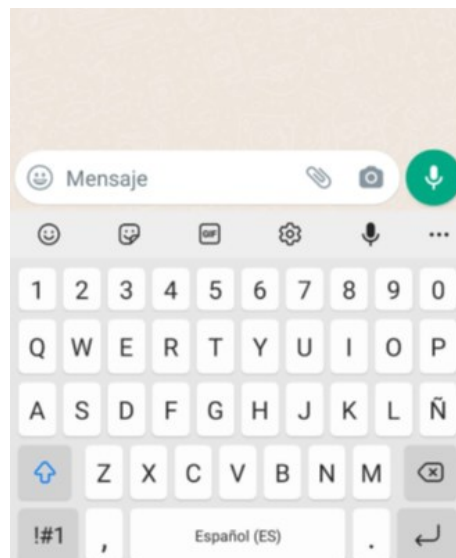 Mensaje
GIF
1 2 3 4 5 6 7 8 9 0
Q W E R T Y U I O P
A S D F G H J K L Ñ
Z X C V B N M
!#1 , Español (ES) .